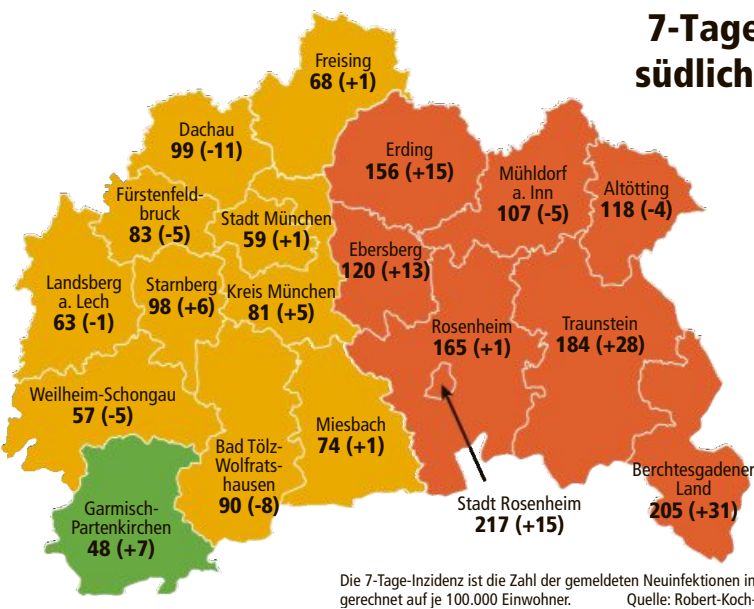 7-Tage
südlich
Freising
68 (+1)
Dachau
99 (-11)
Erding
156 (+15)
Mühldorf
a. Inn
107 (-5)
Altötting
118 (-4)
Fürstenfeld-
bruck
83 (-5)
Stadt München
59 (+1)
Ebersberg
120 (+13)
Landsberg
a. Lech
63 (-1)
Starnberg
98 (+6)
Kreis München
81 (+5)
Rosenheim
165 (+1)
Traunstein
184 (+28)
Weilheim-Schongau
57 (-5)
Miesbach
74 (+1)
Bad Tölz-
Wolfrats-
hausen
90 (-8)
Garmisch-
Partenkirchen
48 (+7)
Stadt Rosenheim
217 (+15)
Berchtesgadener
Land
205 (+31)
Die 7-Tage-Inzidenz ist die Zahl der gemeldeten Neuinfektionen in
gerechnet auf je 100.000 Einwohner. Quelle: Robert-Koch-